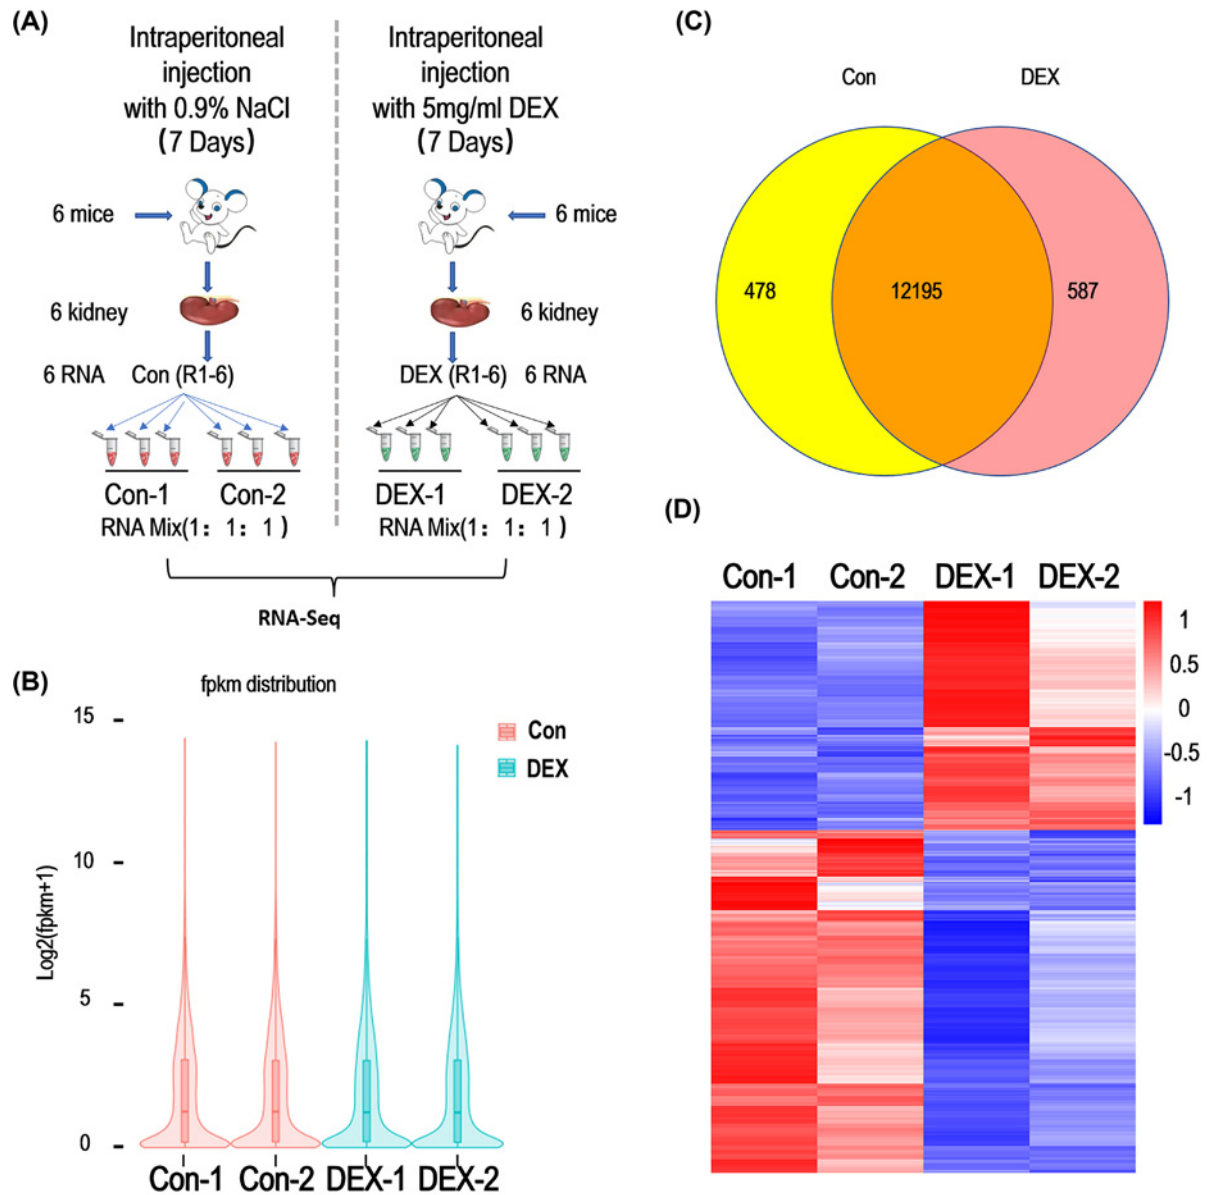 (A)
Intraperitoneal
injection
with 0.9% NaCl
(7 Days)
6 mice
6 kidney
6 RNA Con (R1-6)
Con-1 Con-2
RNA Mix(1: 1: 1)
Intraperitoneal
injection
with 5mg/ml DEX
(7 Days)
6 mice
6 kidney
DEX (R1-6) 6 RNA
DEX-1 DEX-2
RNA Mix(1: 1: 1)
RNA-Seq
(B)
fpkm distribution
Con
DEX
Log2(fpkm+1)
15
10
5
0
Con-1 Con-2 DEX-1 DEX-2
(C)
Con DEX
478 12195 587
(D)
Con-1 Con-2 DEX-1 DEX-2
1
0.5
0
-0.5
-1